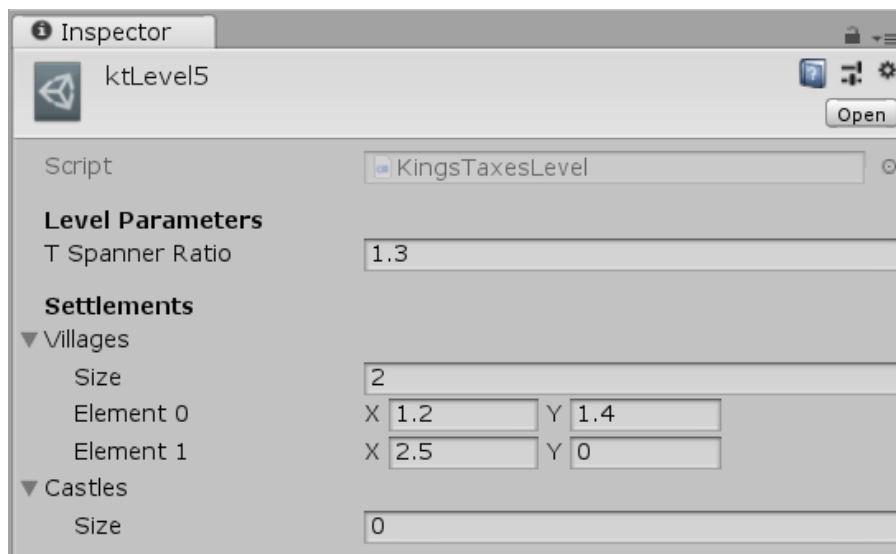 Inspector
ktLevel5
Open
Script KingsTaxesLevel
Level Parameters
T Spanner Ratio 1.3
Settlements
Villages
Size 2
Element 0 X 1.2 Y 1.4
Element 1 X 2.5 Y 0
Castles
Size 0